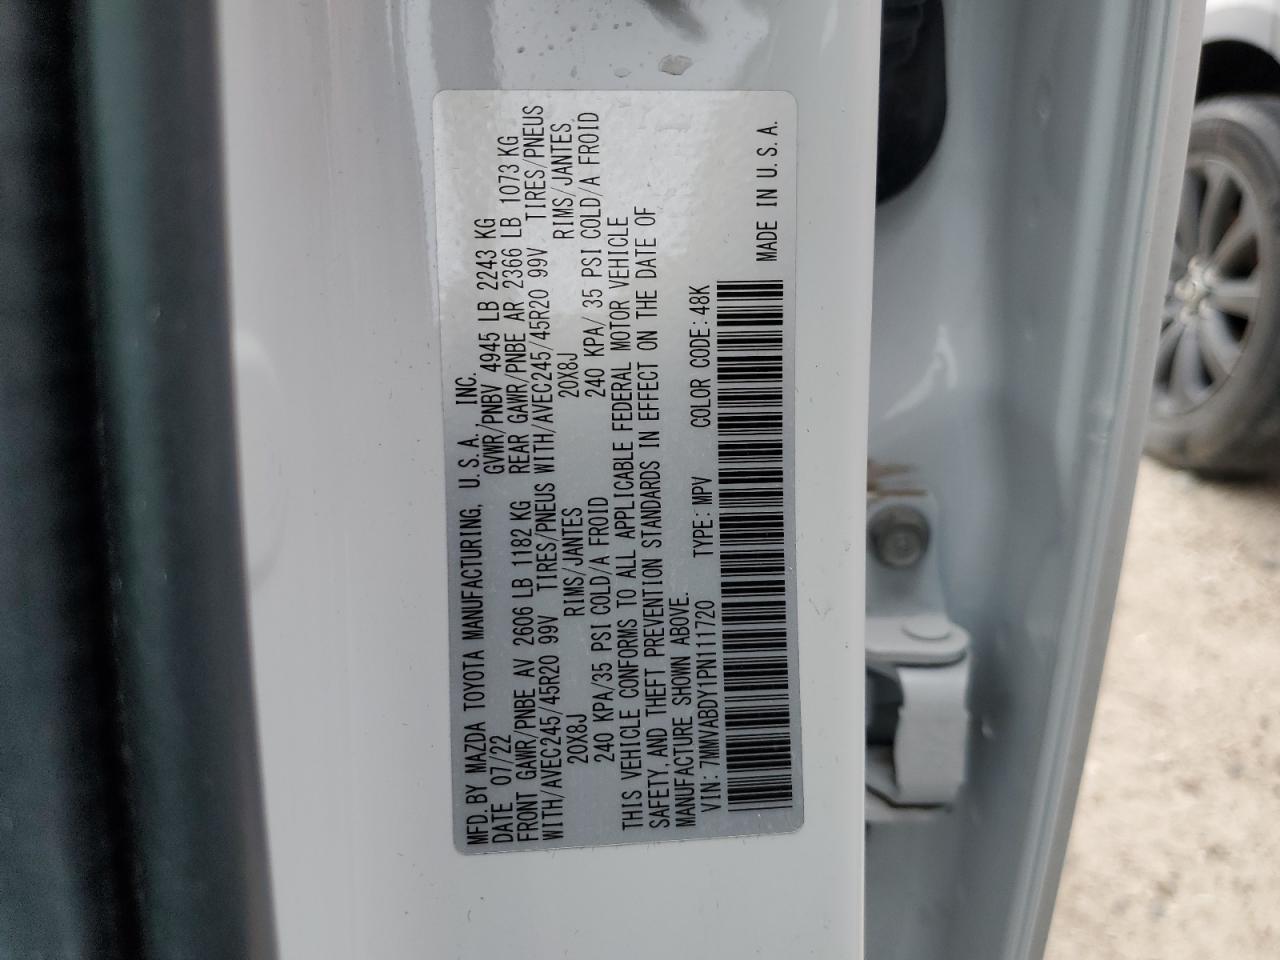 MFD. BY MAZDA TOYOTA MANUFACTURING, U.S.A., INC.
DATE 07/22 GVWR/PNBV 4945 LB 2243 KG
FRONT GAWR/PNBE AV 2606 LB 1182 KG REAR GAWR/PNBE AR 2366 LB 1073 KG
WITH/AVEC245/45R20 99V TIRES/PNEUS WITH/AVEC245/45R20 99V TIRES/PNEUS
20X8J RIMS/JANTES 20X8J RIMS/JANTES
240 KPA/35 PSI COLD/A FROID 240 KPA/ 35 PSI COLD/A FROID
THIS VEHICLE CONFORMS TO ALL APPLICABLE FEDERAL MOTOR VEHICLE
SAFETY, AND THEFT PREVENTION STANDARDS IN EFFECT ON THE DATE OF
MANUFACTURE SHOWN ABOVE.
VIN: 7MMVABDY1PN111720 TYPE: MPV COLOR CODE: 48K
MADE IN U.S.A.